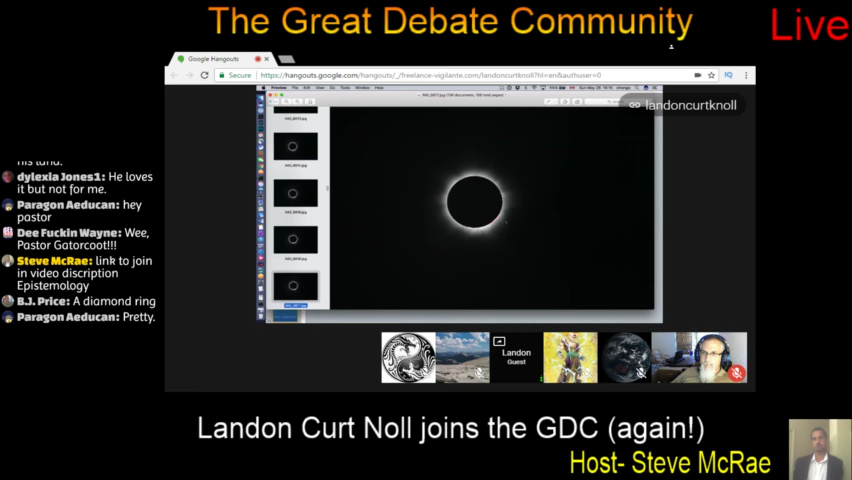 The Great Debate Community
Live
Google Hangouts
Secure
https://hangouts.google.com/hangouts/_/freelance-vigilante.com/landoncurtknoll?hl=en&authuser=0
landoncurtknoll
his land.
dylexia Jones1: He loves
it but not for me.
Paragon Aeducan: hey
pastor
Dee Fuckin Wayne: Wee,
Pastor Gatorcoot!!!
Steve McRae: link to join
in video discription
Epistemology
B.J. Price: A diamond ring
Paragon Aeducan: Pretty.
Landon
Guest
Landon Curt Noll joins the GDC (again!)
Host- Steve McRae